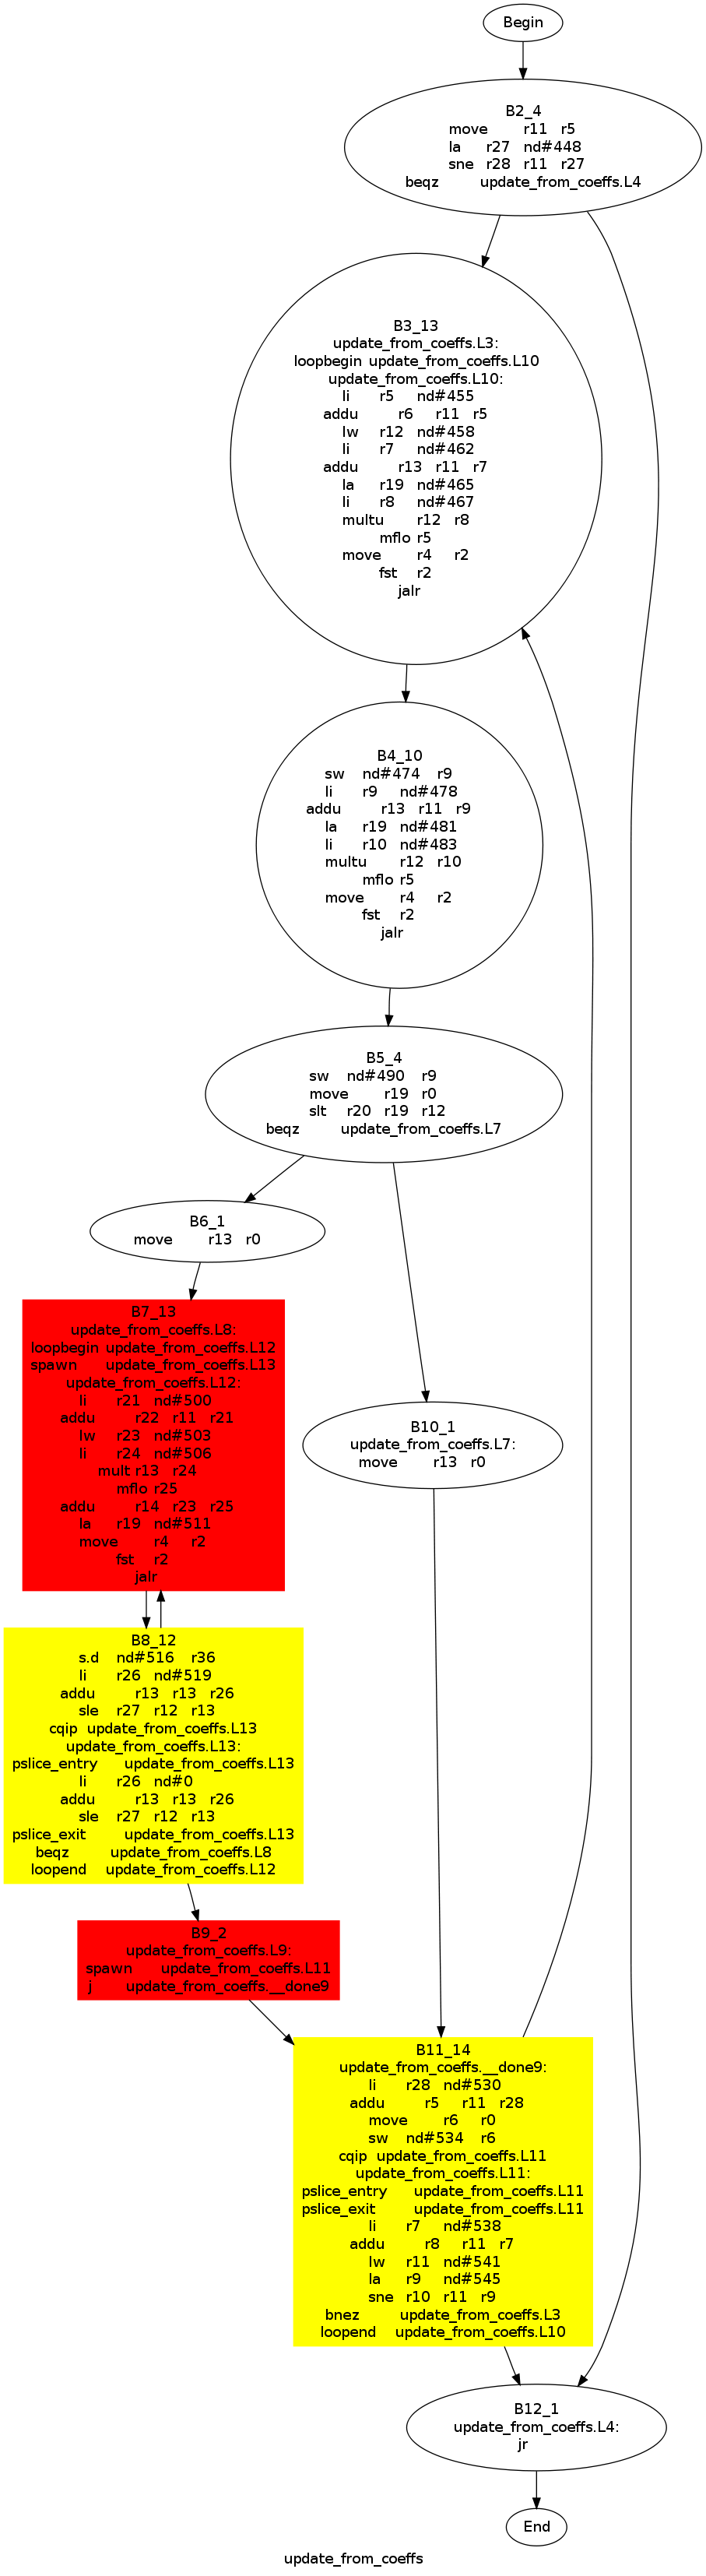 Begin
B2_4
move r11 r5
la r27 nd#448
sne r28 r11 r27
beqz update_from_coeffs.L4
B3_13
update_from_coeffs.L3:
loopbegin update_from_coeffs.L10
update_from_coeffs.L10:
li r5 nd#455
addu r6 r11 r5
lw r12 nd#458
li r7 nd#462
addu r13 r11 r7
la r19 nd#465
li r8 nd#467
multu r12 r8
mflo r5
move r4 r2
fst r2
jalr
B4_10
sw nd#474 r9
li r9 nd#478
addu r13 r11 r9
la r19 nd#481
li r10 nd#483
multu r12 r10
mflo r5
move r4 r2
fst r2
jalr
B5_4
sw nd#490 r9
move r19 r0
slt r20 r19 r12
beqz update_from_coeffs.L7
B6_1
move r13 r0
B7_13
update_from_coeffs.L8:
loopbegin update_from_coeffs.L12
spawn update_from_coeffs.L13
update_from_coeffs.L12:
li r21 nd#500
addu r22 r11 r21
lw r23 nd#503
li r24 nd#506
mult r13 r24
mflo r25
addu r14 r23 r25
la r19 nd#511
move r4 r2
fst r2
jalr
B10_1
update_from_coeffs.L7:
move r13 r0
B8_12
s.d nd#516 r36
li r26 nd#519
addu r13 r13 r26
sle r27 r12 r13
cqip update_from_coeffs.L13
update_from_coeffs.L13:
pslice_entry update_from_coeffs.L13
li r26 nd#0
addu r13 r13 r26
sle r27 r12 r13
pslice_exit update_from_coeffs.L13
beqz update_from_coeffs.L8
loopend update_from_coeffs.L12
B9_2
update_from_coeffs.L9:
spawn update_from_coeffs.L11
j update_from_coeffs.__done9
B11_14
update_from_coeffs.__done9:
li r28 nd#530
addu r5 r11 r28
move r6 r0
sw nd#534 r6
cqip update_from_coeffs.L11
update_from_coeffs.L11:
pslice_entry update_from_coeffs.L11
pslice_exit update_from_coeffs.L11
li r7 nd#538
addu r8 r11 r7
lw r11 nd#541
la r9 nd#545
sne r10 r11 r9
bnez update_from_coeffs.L3
loopend update_from_coeffs.L10
B12_1
update_from_coeffs.L4:
jr
End
update_from_coeffs